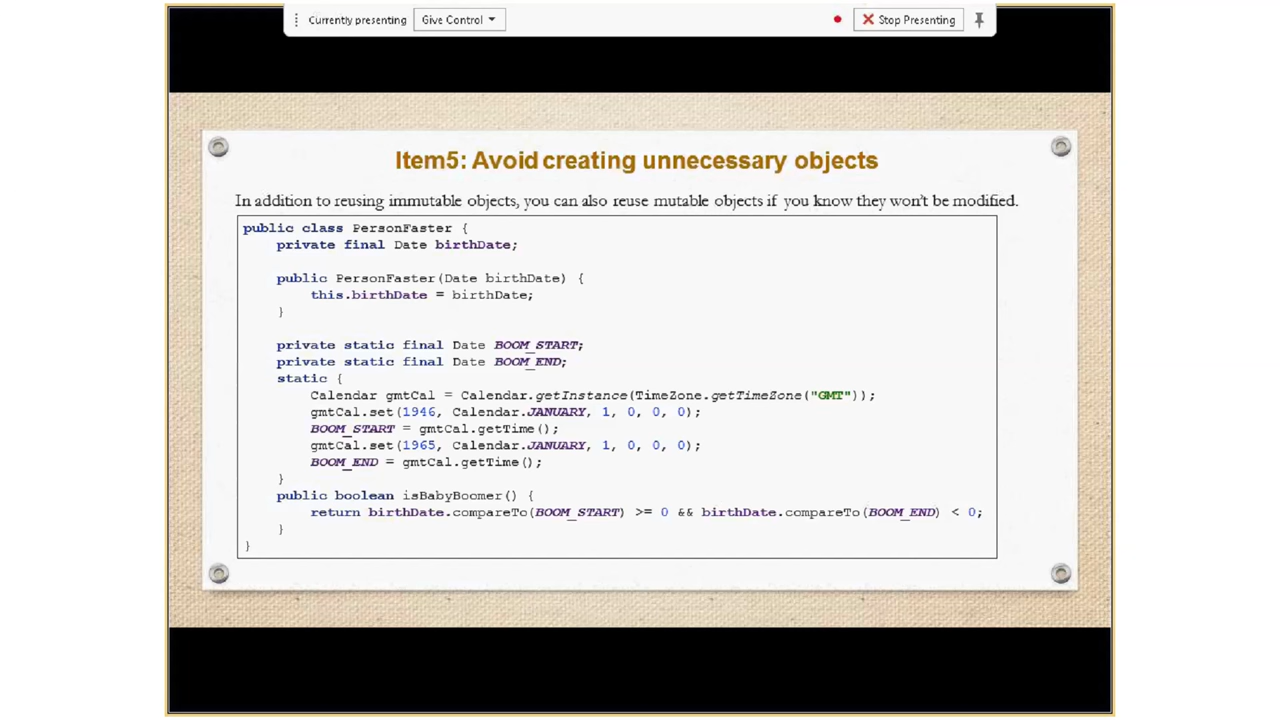 Currently presenting Give Control Stop Presenting
Item5: Avoid creating unnecessary objects
In addition to reusing immutable objects, you can also reuse mutable objects if you know they won't be modified.
public class PersonFaster {
private final Date birthDate;
public PersonFaster(Date birthDate) {
this.birthDate = birthDate;
}
private static final Date BOOM_START;
private static final Date BOOM_END;
static {
Calendar gmtCal = Calendar.getInstance(TimeZone.getTimeZone("GMT"));
gmtCal.set(1946, Calendar.JANUARY, 1, 0, 0, 0);
BOOM_START = gmtCal.getTime();
gmtCal.set(1965, Calendar.JANUARY, 1, 0, 0, 0);
BOOM_END = gmtCal.getTime();
}
public boolean isBabyBoomer() {
return birthDate.compareTo(BOOM_START) >= 0 && birthDate.compareTo(BOOM_END) < 0;
}
}